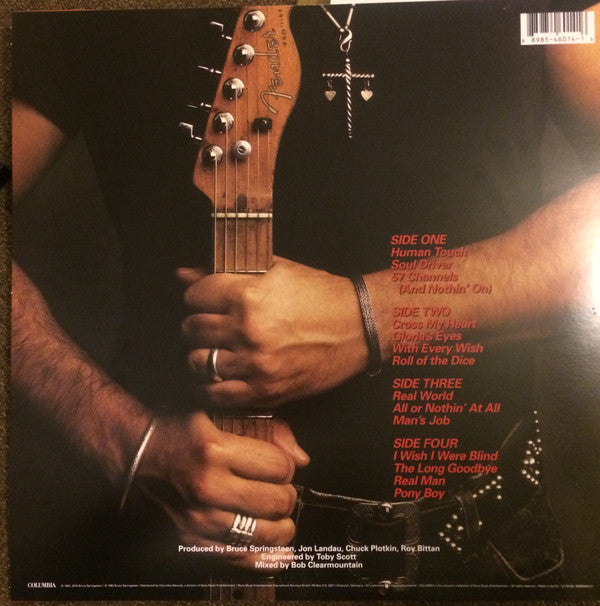 8985-46014-1
Fender
SIDE ONE
Human Touch
Soul Driver
57 Channels
(And Nothin' On)
SIDE TWO
Cross My Heart
Gloria's Eyes
With Every Wish
Roll of the Dice
SIDE THREE
Real World
All or Nothin' At All
Man's Job
SIDE FOUR
I Wish I Were Blind
The Long Goodbye
Real Man
Pony Boy
Produced by Bruce Springsteen, Jon Landau, Chuck Plotkin, Roy Bittan
Engineered by Toby Scott
Mixed by Bob Clearmountain
COLUMBIA